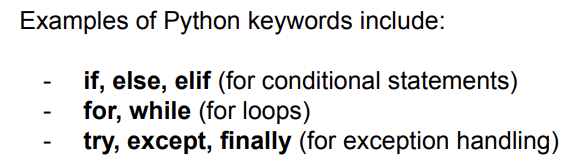 Examples of Python keywords include:
- if, else, elif (for conditional statements)
- for, while (for loops)
- try, except, finally (for exception handling)